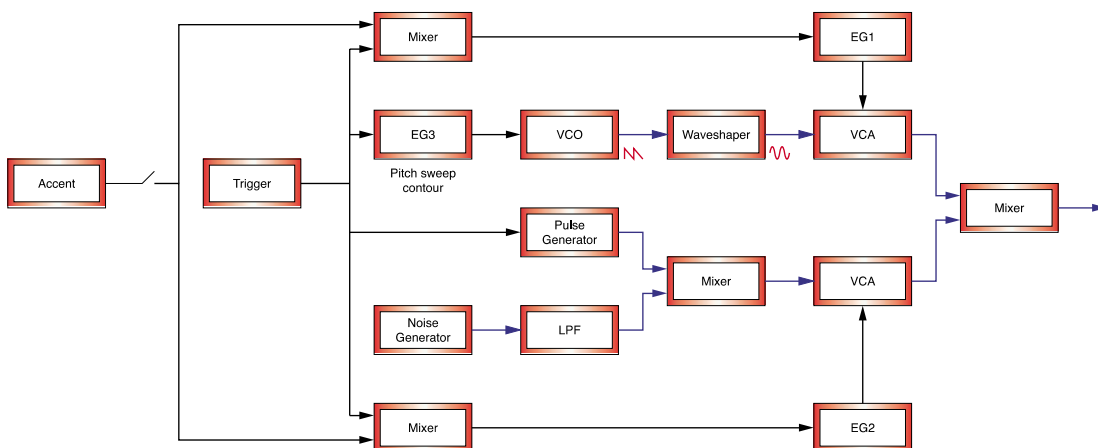 Mixer
EG1
EG3
VCO
Waveshaper
VCA
Pitch sweep
contour
Accent
Trigger
Mixer
Pulse
Generator
Mixer
VCA
Noise
Generator
LPF
Mixer
EG2